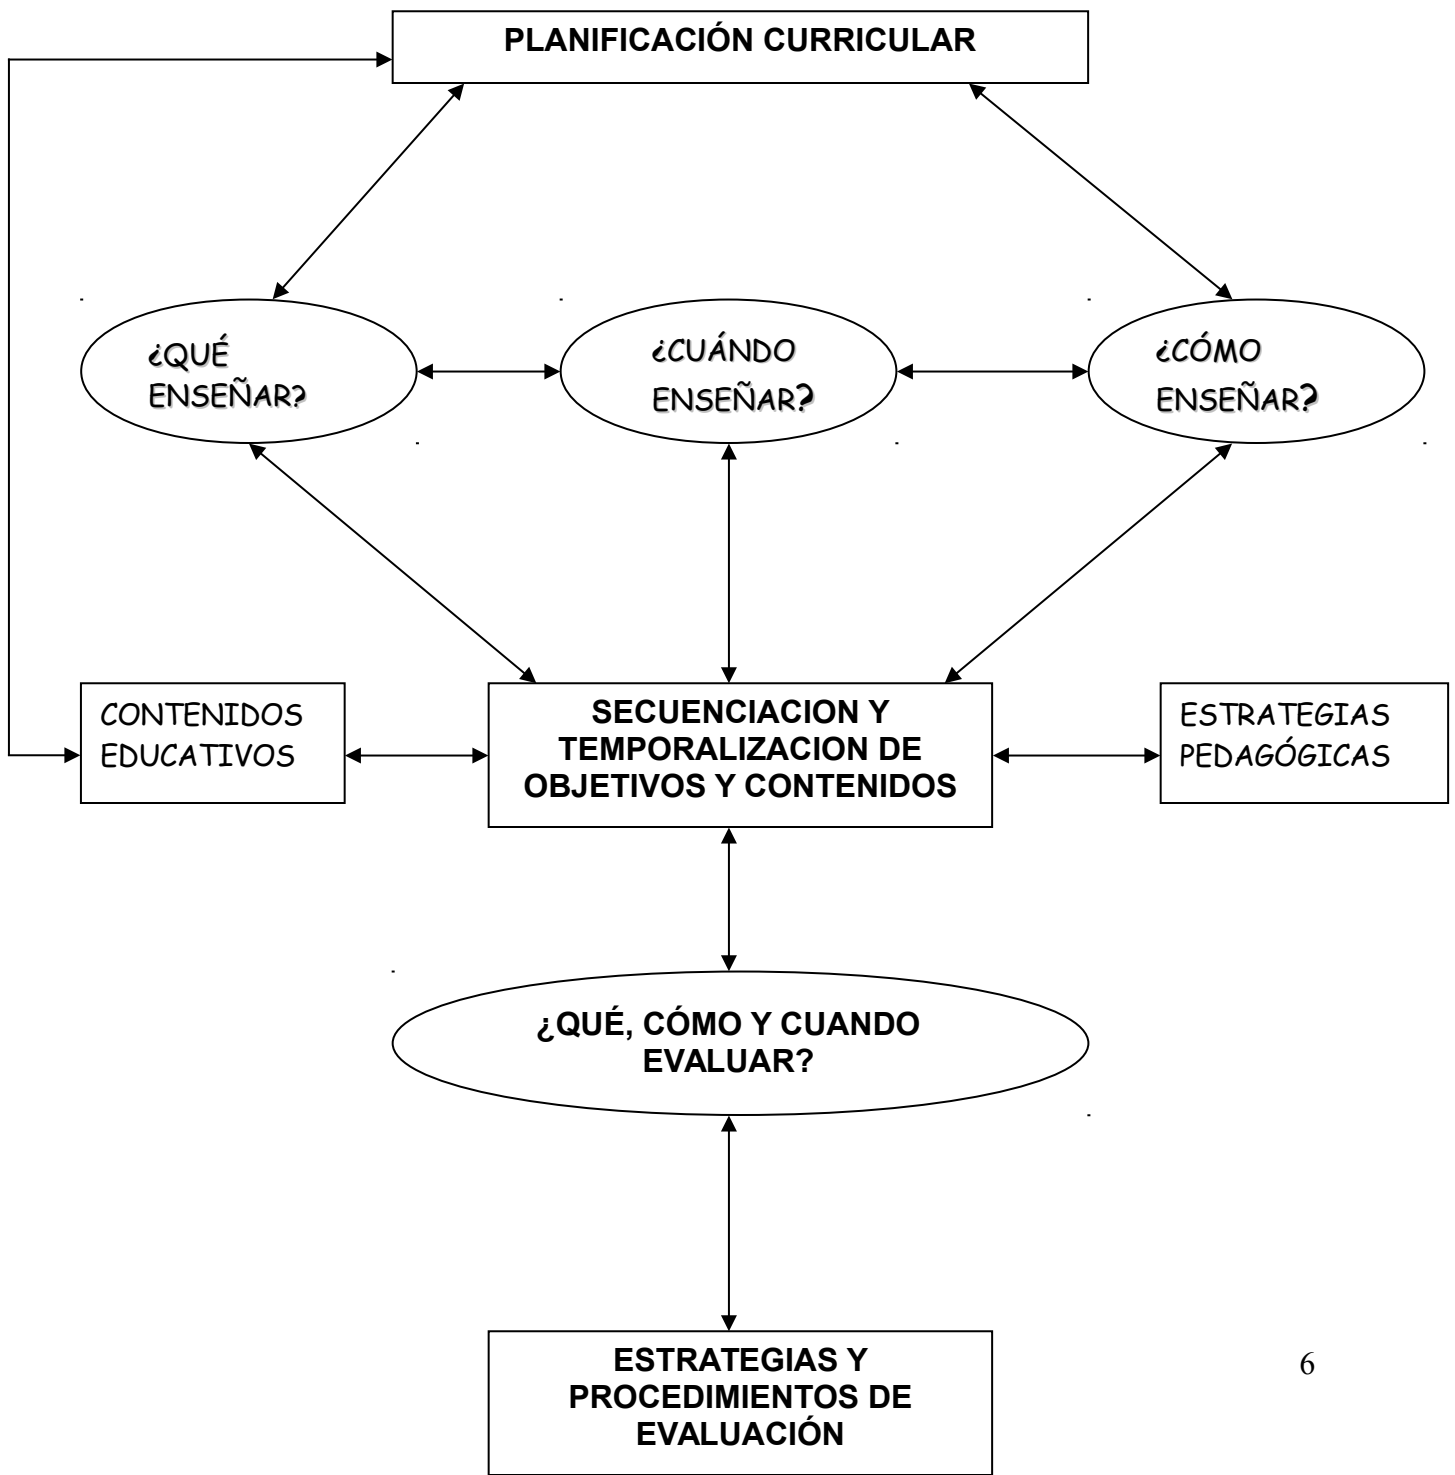 PLANIFICACIÓN CURRICULAR
¿QUÉ
ENSEÑAR?
¿CUÁNDO
ENSEÑAR?
¿CÓMO
ENSEÑAR?
CONTENIDOS
EDUCATIVOS
SECUENCIACION Y
TEMPORALIZACION DE
OBJETIVOS Y CONTENIDOS
ESTRATEGIAS
PEDAGÓGICAS
¿QUÉ, CÓMO Y CUANDO
EVALUAR?
ESTRATEGIAS Y
PROCEDIMIENTOS DE
EVALUACIÓN
6